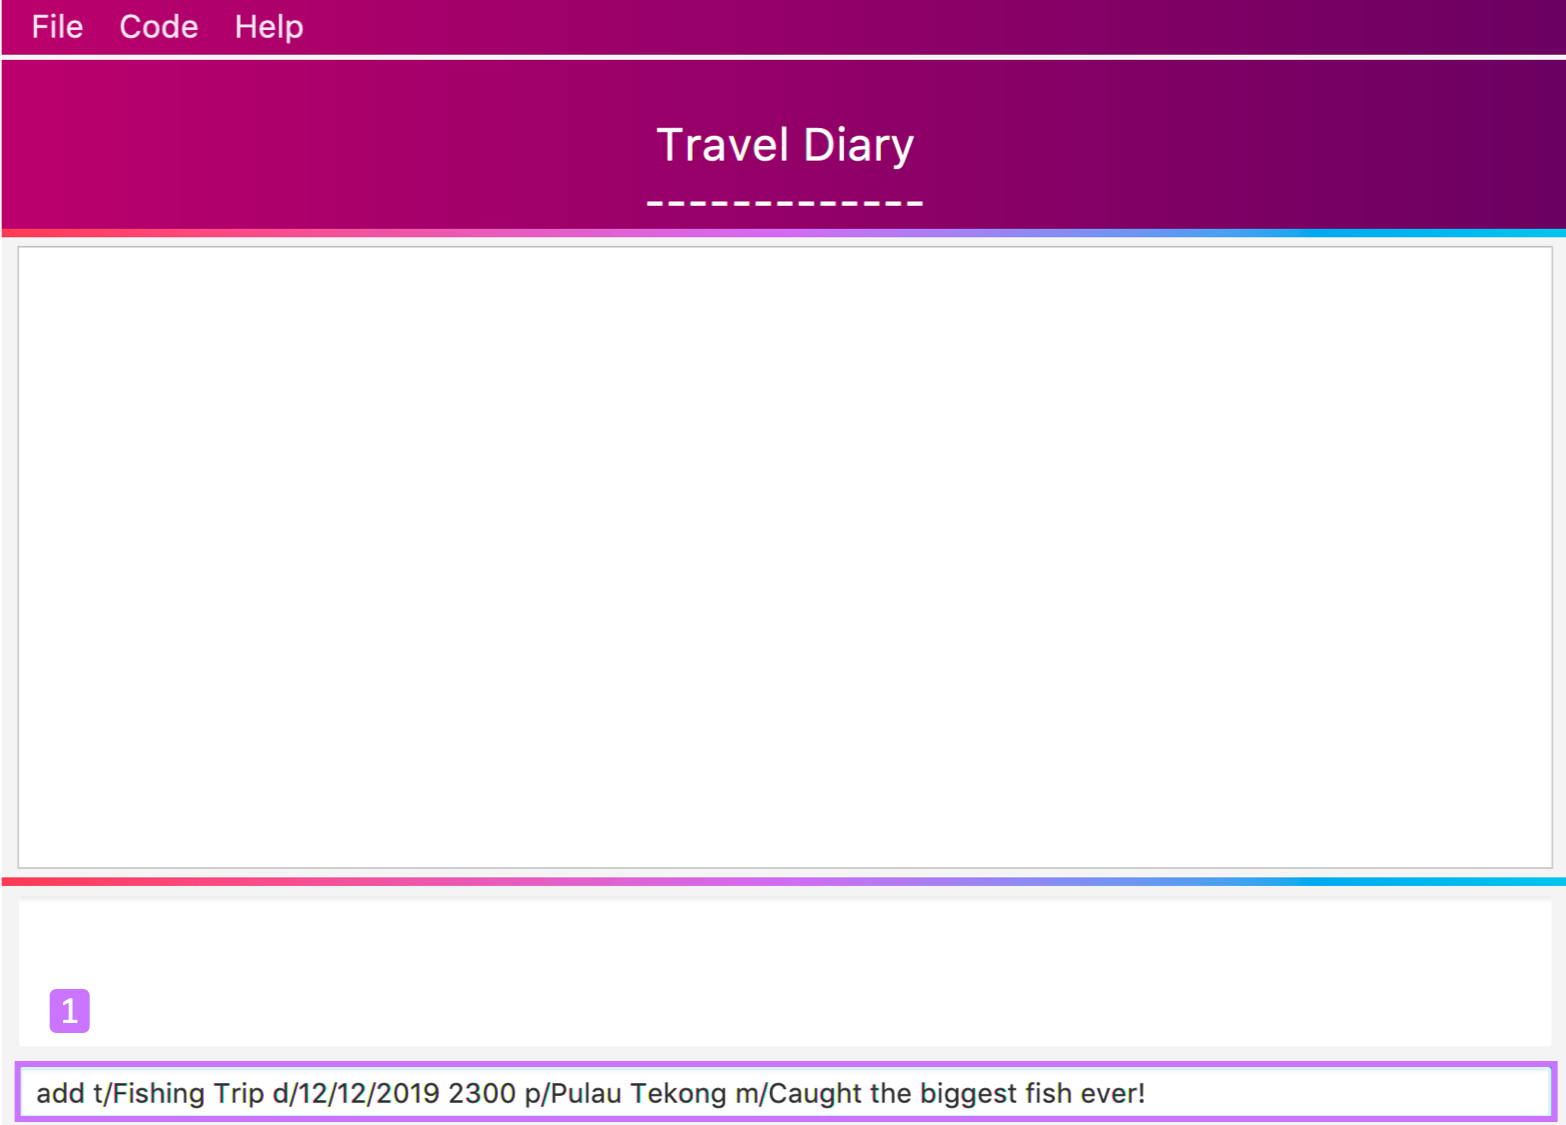 File Code Help
Travel Diary
-------------
1
add t/Fishing Trip d/12/12/2019 2300 p/Pulau Tekong m/Caught the biggest fish ever!